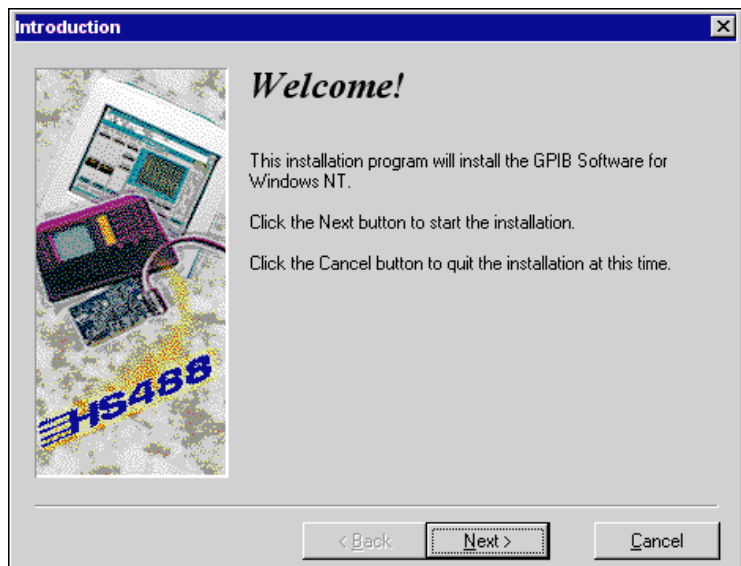 Introduction
Welcome!
This installation program will install the GPIB Software for
Windows NT.
Click the Next button to start the installation.
Click the Cancel button to quit the installation at this time.
HS488
< Back
Next >
Cancel